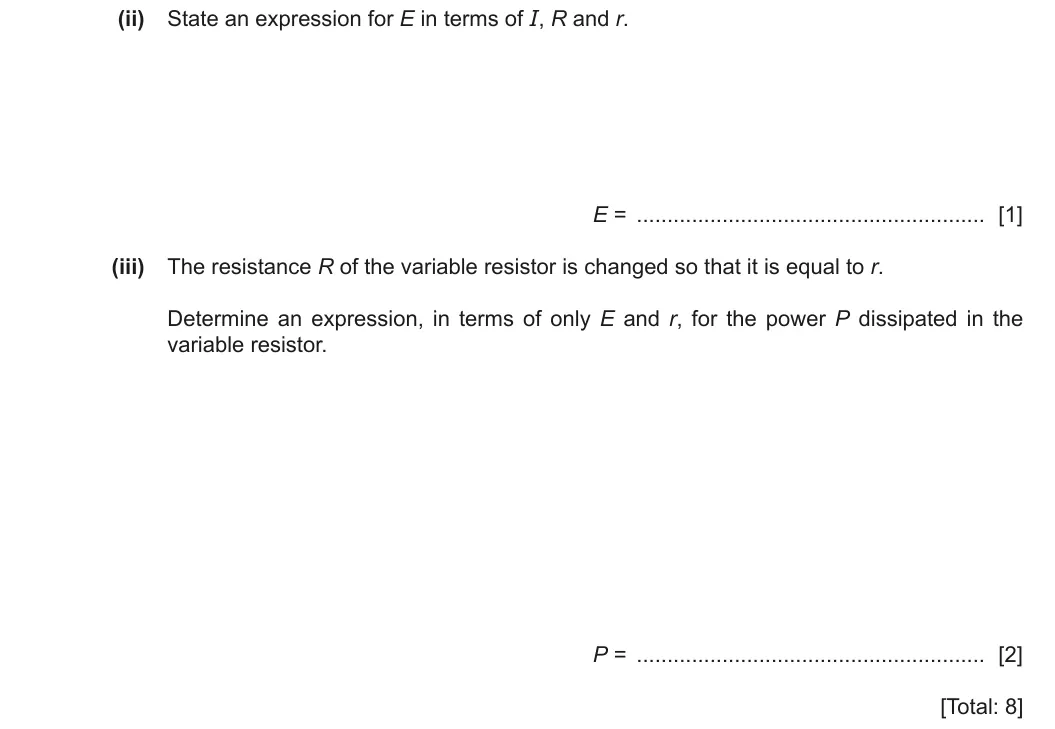 (ii) State an expression for E in terms of I, R and r.
E = ......................................................... [1]
(iii) The resistance R of the variable resistor is changed so that it is equal to r.
Determine an expression, in terms of only E and r, for the power P dissipated in the
variable resistor.
P = ......................................................... [2]
[Total: 8]